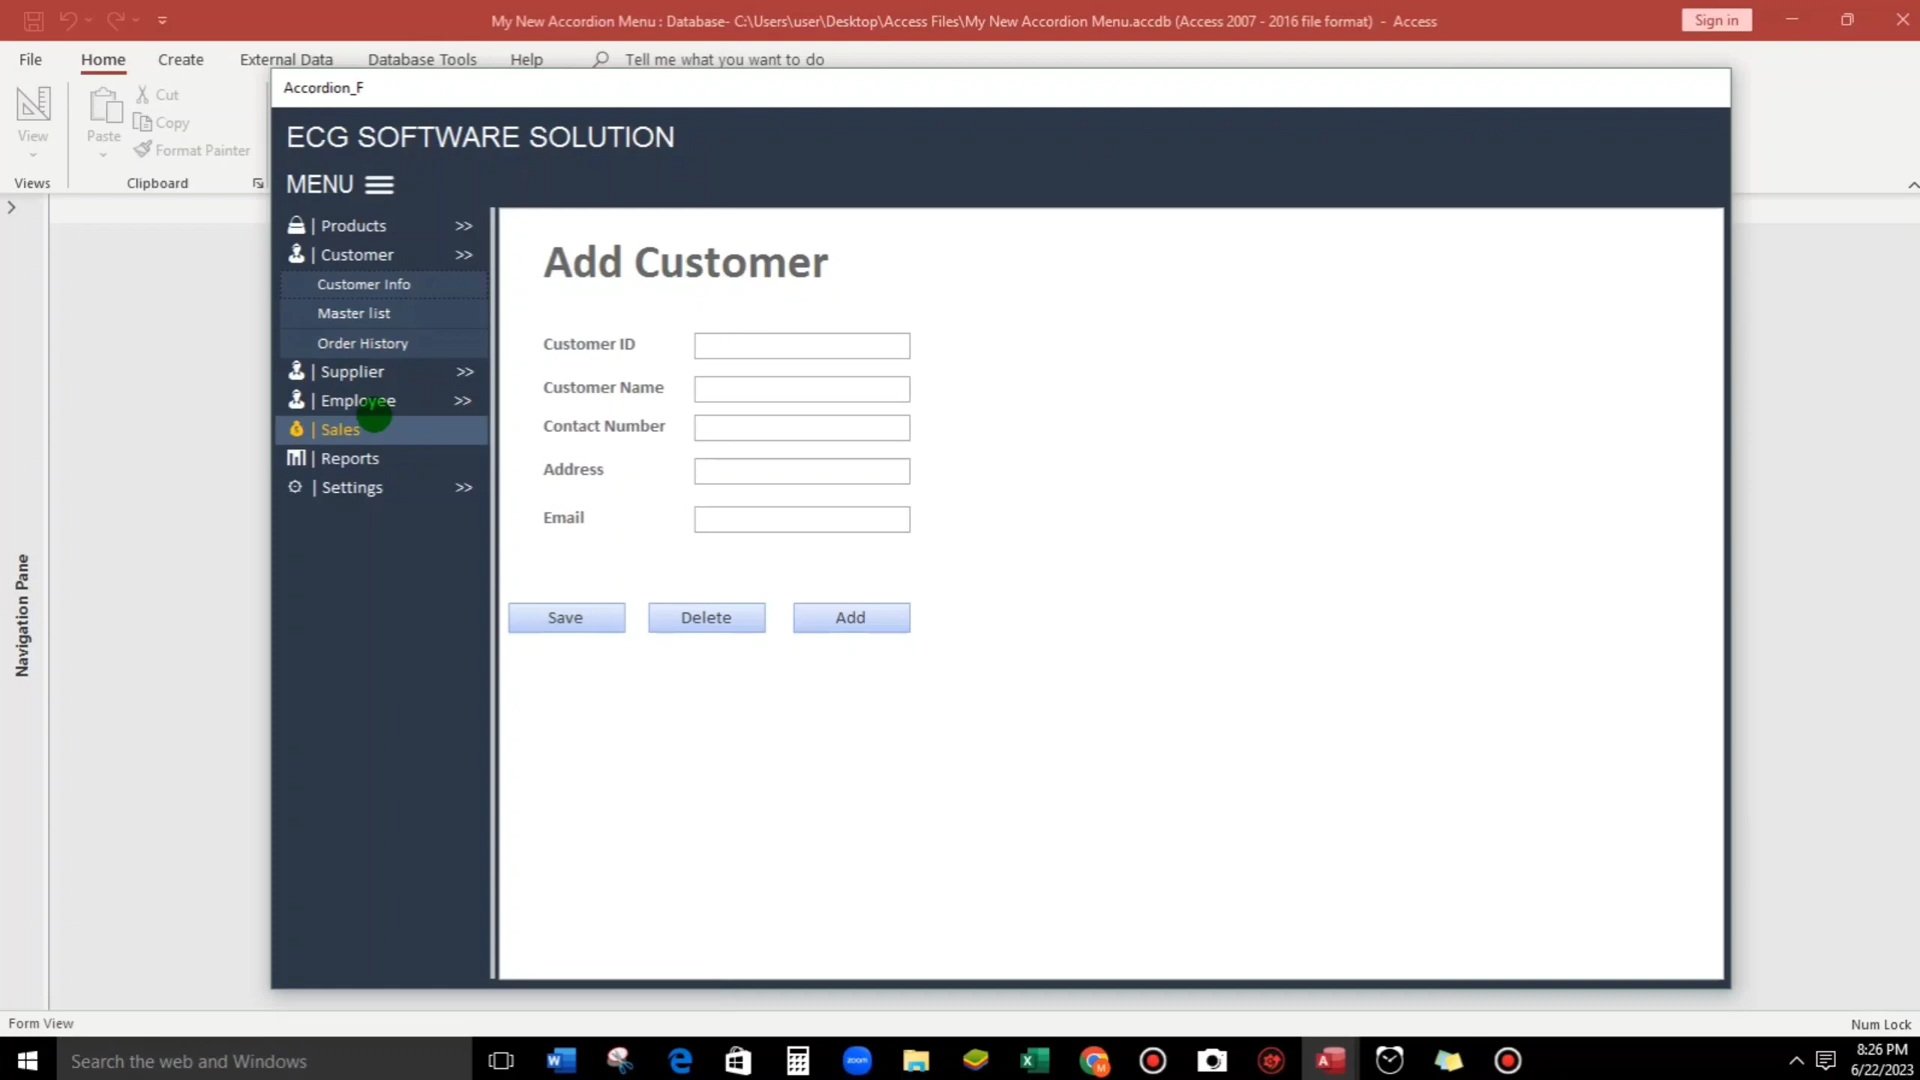 My New Accordion Menu : Database- C:\Users\user\Desktop\Access Files\My New Accordion Menu.accdb (Access 2007 - 2016 file format) - Access
Sign in
File Home Create External Data Database Tools Help Tell me what you want to do
View
Paste
Cut
Copy
Format Painter
Views
Clipboard
Accordion_F
ECG SOFTWARE SOLUTION
MENU
| Products >>
| Customer >>
Customer Info
Master list
Order History
| Supplier >>
| Employee >>
| Sales
| Reports
| Settings >>
Add Customer
Customer ID
Customer Name
Contact Number
Address
Email
Save Delete Add
Navigation Pane
Form View
Num Lock
Search the web and Windows
zoom
8:26 PM
6/22/2023